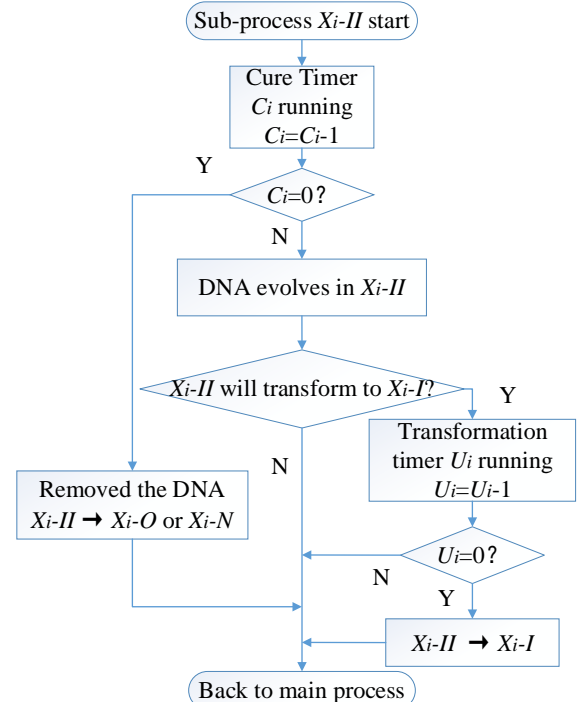 Sub-process Xi-II start
Cure Timer
Ci running
Ci=Ci-1
Y
Ci=0?
N
DNA evolves in Xi-II
Xi-II will transform to Xi-I?
Y
N
Transformation
timer Ui running
Ui=Ui-1
Removed the DNA
Xi-II → Xi-O or Xi-N
Ui=0?
N
Y
Xi-II → Xi-I
Back to main process